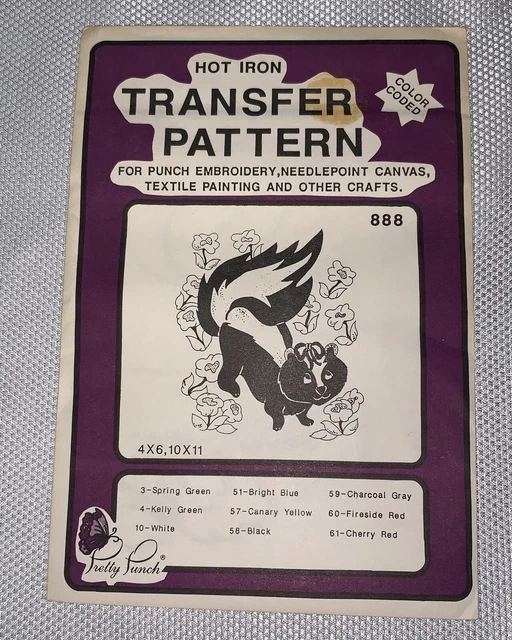 HOT IRON
TRANSFER
PATTERN
COLOR
CODED
FOR PUNCH EMBROIDERY,NEEDLEPOINT CANVAS,
TEXTILE PAINTING AND OTHER CRAFTS.
888
4X6,10X11
3-Spring Green
4-Kelly Green
10-White
51-Bright Blue
57-Canary Yellow
58-Black
59-Charcoal Gray
60-Fireside Red
61-Cherry Red
Pretty Punch®